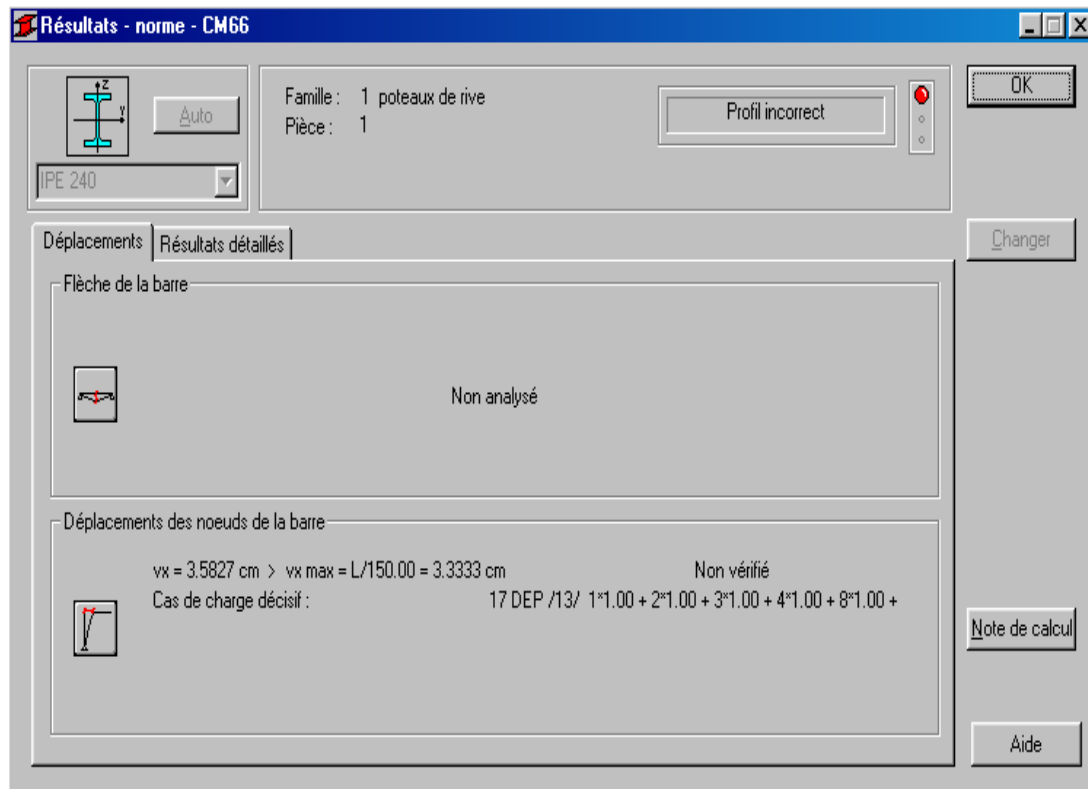 Résultats - norme - CM66
z
y
Auto
IPE 240
Famille : 1 poteaux de rive
Pièce : 1
Profil incorrect
OK
Changer
Déplacements
Résultats détaillés
Flèche de la barre
Non analysé
Déplacements des noeuds de la barre
vx = 3.5827 cm > vx max = L/150.00 = 3.3333 cm Non vérifié
Cas de charge décisif : 17 DEP /13/ 1*1.00 + 2*1.00 + 3*1.00 + 4*1.00 + 8*1.00 +
Note de calcul
Aide